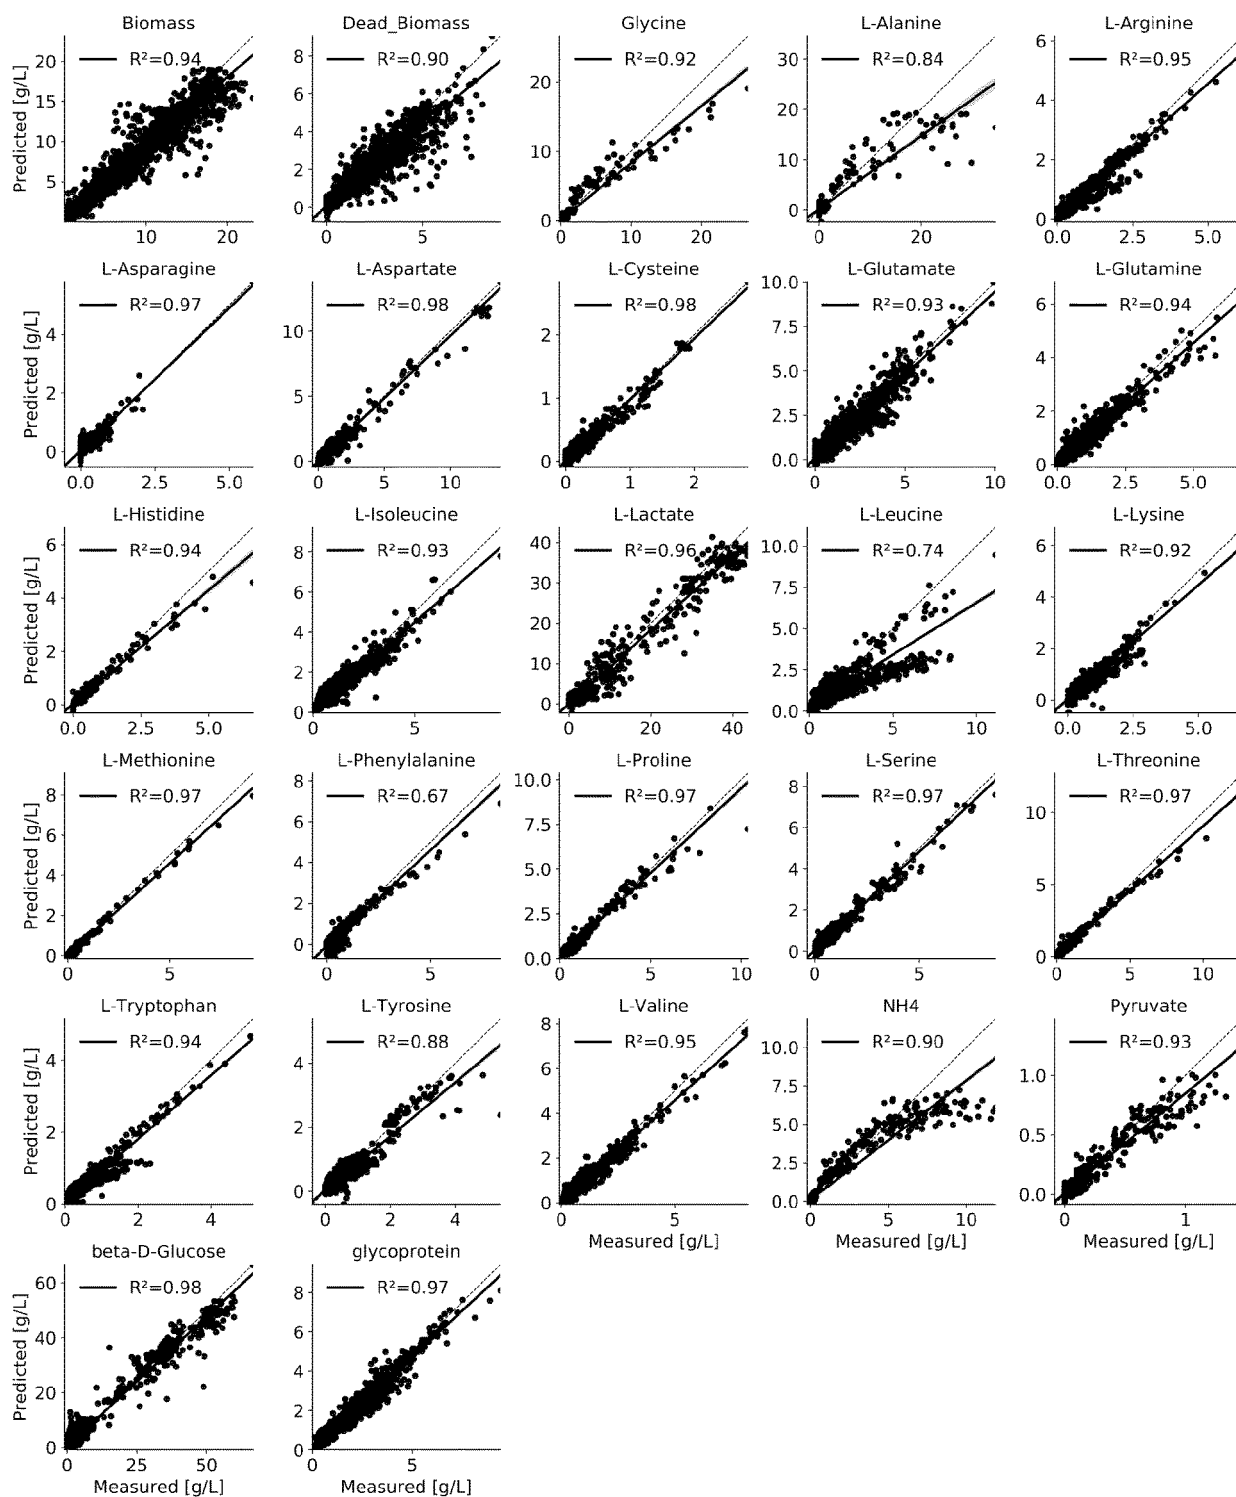 Biomass Dead_Biomass Glycine L-Alanine L-Arginine
R²=0.94 R²=0.90 R²=0.92 R²=0.84 R²=0.95
Predicted [g/L]
20 15 10 5
10 20
8 6 4 2 0
0 5
20 10 0
0 10 20
30 20 10 0
0 20
6 4 2 0
0.0 2.5 5.0
L-Asparagine L-Aspartate L-Cysteine L-Glutamate L-Glutamine
R²=0.97 R²=0.98 R²=0.98 R²=0.93 R²=0.94
Predicted [g/L]
4 2 0
0.0 2.5 5.0
10 5 0
0 5 10
2 1 0
0 1 2
10.0 7.5 5.0 2.5 0.0
0 5 10
6 4 2 0
0.0 2.5 5.0
L-Histidine L-Isoleucine L-Lactate L-Leucine L-Lysine
R²=0.94 R²=0.93 R²=0.96 R²=0.74 R²=0.92
Predicted [g/L]
6 4 2 0
0.0 2.5 5.0
8 6 4 2 0
0 5
40 30 20 10 0
0 20 40
10.0 7.5 5.0 2.5 0.0
0 5 10
6 4 2 0
0.0 2.5 5.0
L-Methionine L-Phenylalanine L-Proline L-Serine L-Threonine
R²=0.97 R²=0.67 R²=0.97 R²=0.97 R²=0.97
Predicted [g/L]
8 6 4 2 0
0 5
8 6 4 2 0
0 5
10.0 7.5 5.0 2.5 0.0
0 5 10
8 6 4 2 0
0 5
10 5 0
0 5 10
L-Tryptophan L-Tyrosine L-Valine NH4 Pyruvate
R²=0.94 R²=0.88 R²=0.95 R²=0.90 R²=0.93
Predicted [g/L]
4 2 0
0 2 4
4 2 0
0 2 4
8 6 4 2 0
0 5
10.0 7.5 5.0 2.5 0.0
0 5 10
1.0 0.5 0.0
0 1
Measured [g/L] Measured [g/L] Measured [g/L]
beta-D-Glucose glycoprotein
R²=0.98 R²=0.97
Predicted [g/L]
60 40 20 0
0 25 50
8 6 4 2 0
0 5
Measured [g/L] Measured [g/L]